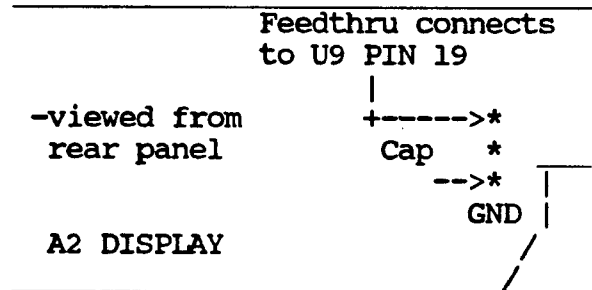 Feedthru connects
to U9 PIN 19
|
-viewed from +----->*
rear panel Cap *
-->* |
GND |
A2 DISPLAY /
/